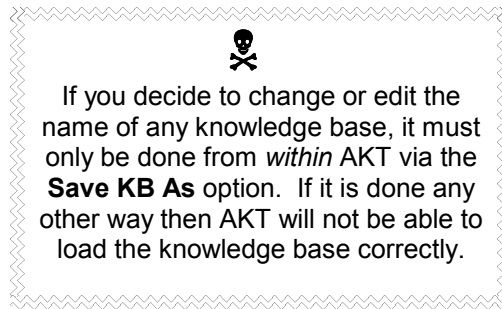 If you decide to change or edit the
name of any knowledge base, it must
only be done from within AKT via the
Save KB As option.  If it is done any
other way then AKT will not be able to
load the knowledge base correctly.